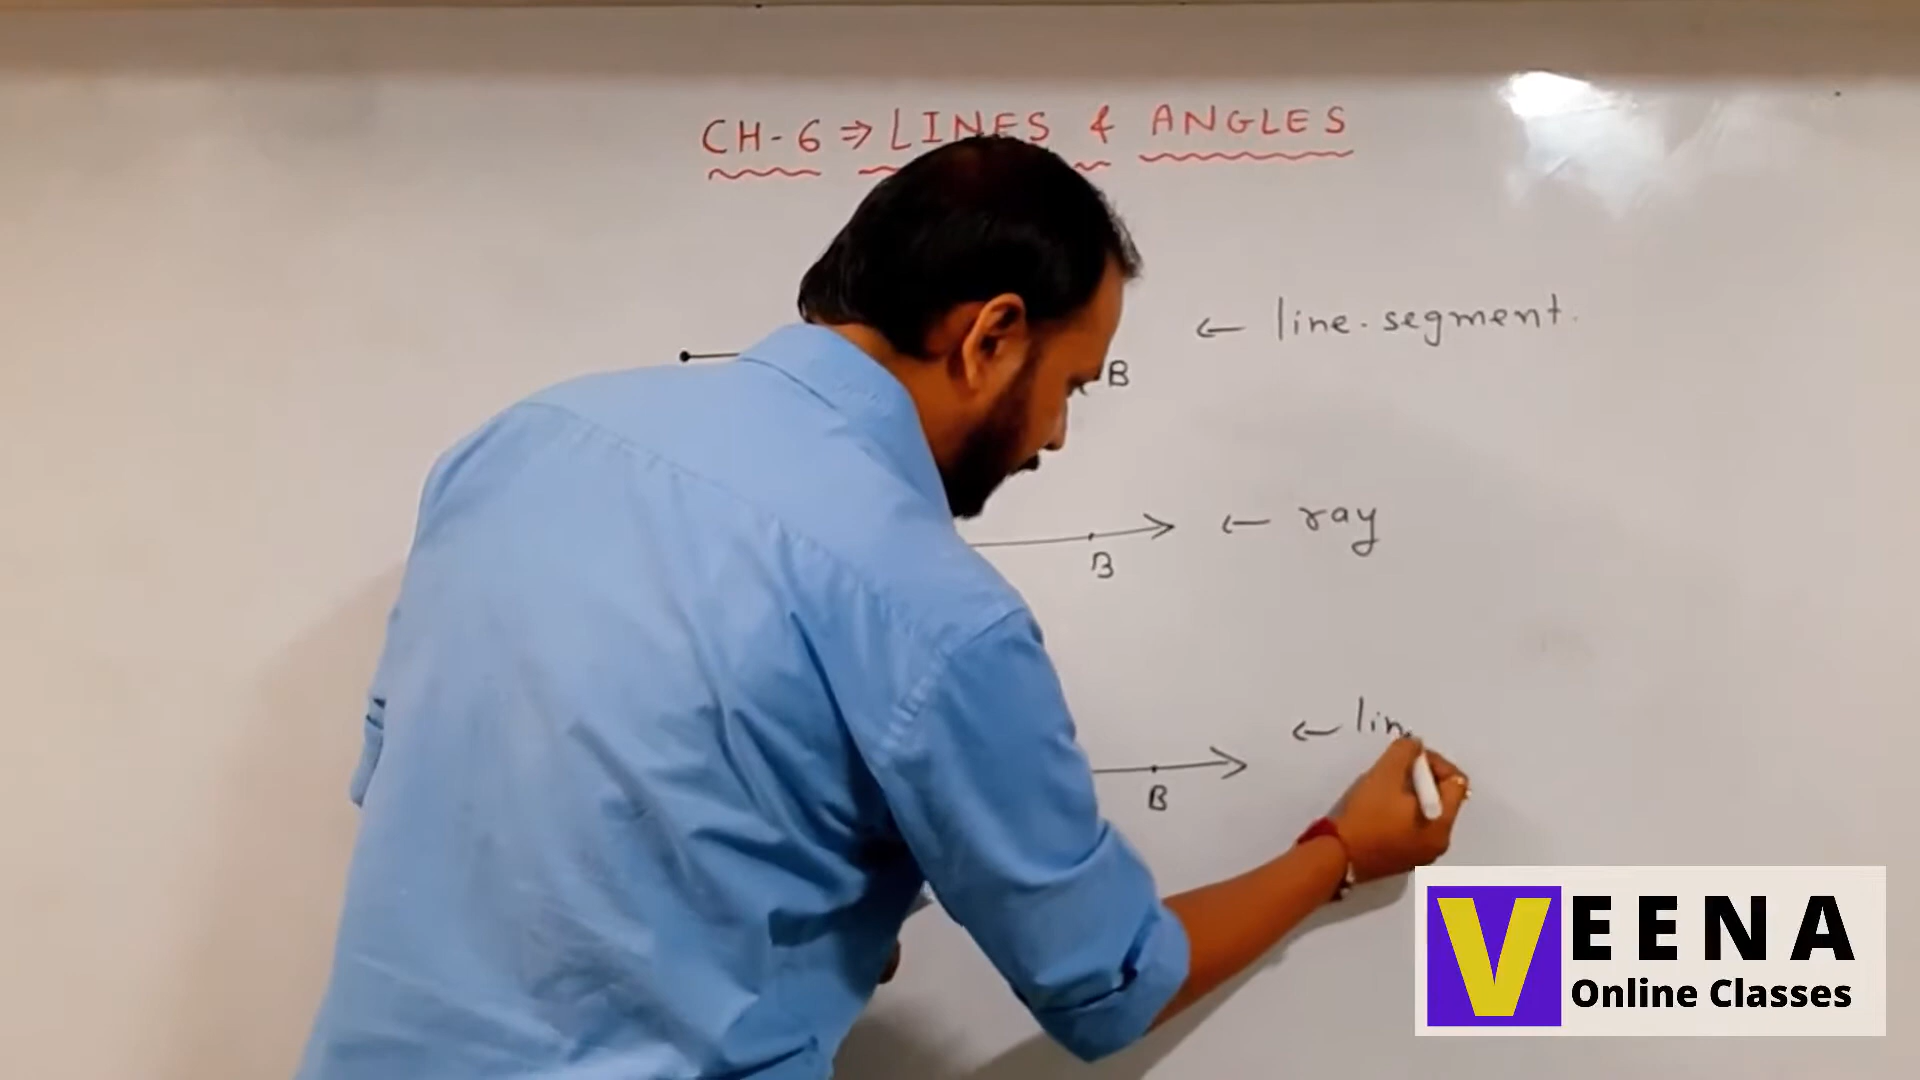 CH-6 ⇒ LINES & ANGLES
← line-segment.
B
← ray
B
← lin
B
VEENA
Online Classes